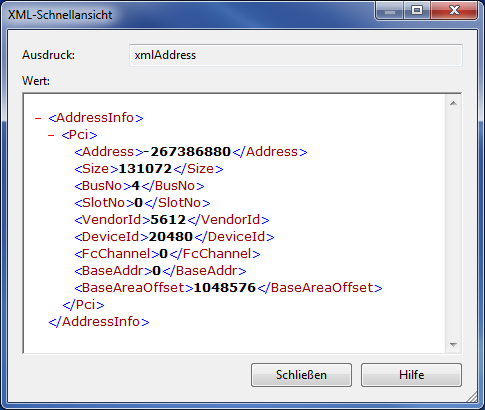 XML-Schnellansicht
Ausdruck: xmlAddress
Wert:
- <AddressInfo>
- <Pci>
<Address>-267386880</Address>
<Size>131072</Size>
<BusNo>4</BusNo>
<SlotNo>0</SlotNo>
<VendorId>5612</VendorId>
<DeviceId>20480</DeviceId>
<FcChannel>0</FcChannel>
<BaseAddr>0</BaseAddr>
<BaseAreaOffset>1048576</BaseAreaOffset>
</Pci>
</AddressInfo>
Schließen Hilfe